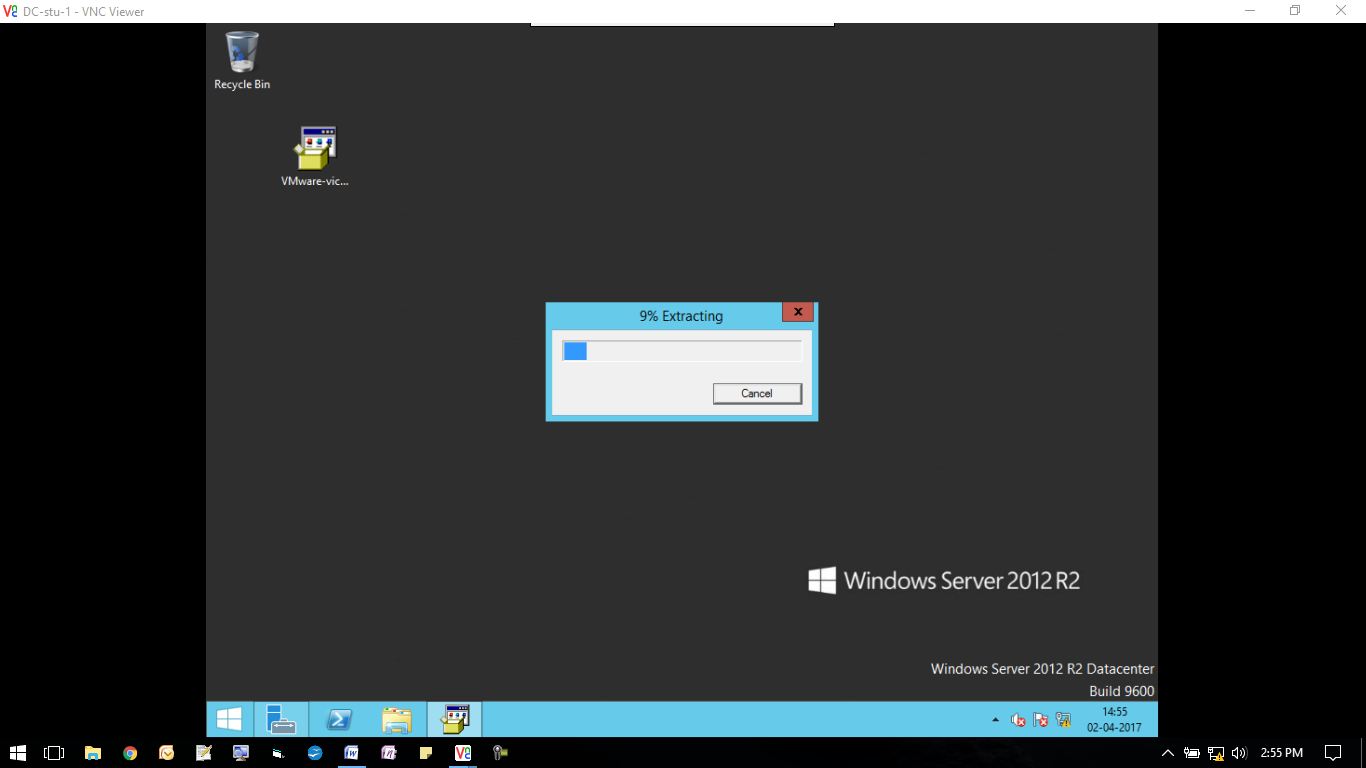 DC-stu-1 - VNC Viewer
Recycle Bin
VMware-vic...
9% Extracting
Cancel
Windows Server 2012 R2
Windows Server 2012 R2 Datacenter
Build 9600
14:55
02-04-2017
2:55 PM